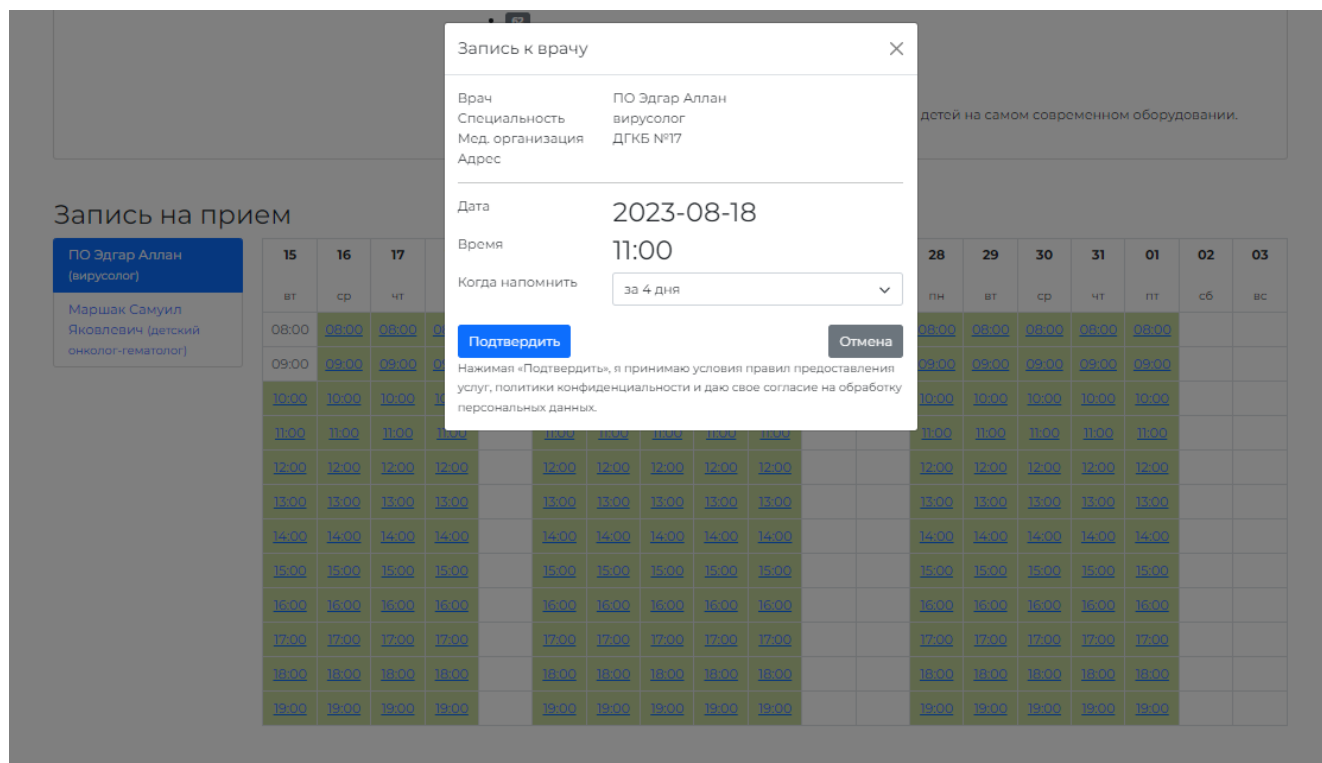 67
Запись к врачу
Врач ПО Эдгар Аллан
Специальность вирусолог
Мед. организация ДГКБ №17
Адрес
детей на самом современном оборудовании.
Дата 2023-08-18
Время 11:00
Когда напомнить за 4 дня
Подтвердить Отмена
Нажимая «Подтвердить», я принимаю условия правил предоставления
услуг, политики конфиденциальности и даю свое согласие на обработку
персональных данных.
Запись на прием
ПО Эдгар Аллан
(вирусолог)
Маршак Самуил
Яковлевич (детский
онколог-гематолог)
15 16 17 28 29 30 31 01 02 03
вт ср чт пн вт ср чт пт сб вс
08:00 08:00 08:00 08:00 08:00 08:00 08:00 08:00
09:00 09:00 09:00 09:00 09:00 09:00 09:00 09:00
10:00 10:00 10:00 10:00 10:00 10:00 10:00 10:00
11:00 11:00 11:00 11:00 11:00 11:00 11:00 11:00 11:00 11:00 11:00 11:00 11:00 11:00
12:00 12:00 12:00 12:00 12:00 12:00 12:00 12:00 12:00 12:00 12:00 12:00 12:00 12:00
13:00 13:00 13:00 13:00 13:00 13:00 13:00 13:00 13:00 13:00 13:00 13:00 13:00 13:00
14:00 14:00 14:00 14:00 14:00 14:00 14:00 14:00 14:00 14:00 14:00 14:00 14:00 14:00
15:00 15:00 15:00 15:00 15:00 15:00 15:00 15:00 15:00 15:00 15:00 15:00 15:00 15:00
16:00 16:00 16:00 16:00 16:00 16:00 16:00 16:00 16:00 16:00 16:00 16:00 16:00 16:00
17:00 17:00 17:00 17:00 17:00 17:00 17:00 17:00 17:00 17:00 17:00 17:00 17:00 17:00
18:00 18:00 18:00 18:00 18:00 18:00 18:00 18:00 18:00 18:00 18:00 18:00 18:00 18:00
19:00 19:00 19:00 19:00 19:00 19:00 19:00 19:00 19:00 19:00 19:00 19:00 19:00 19:00